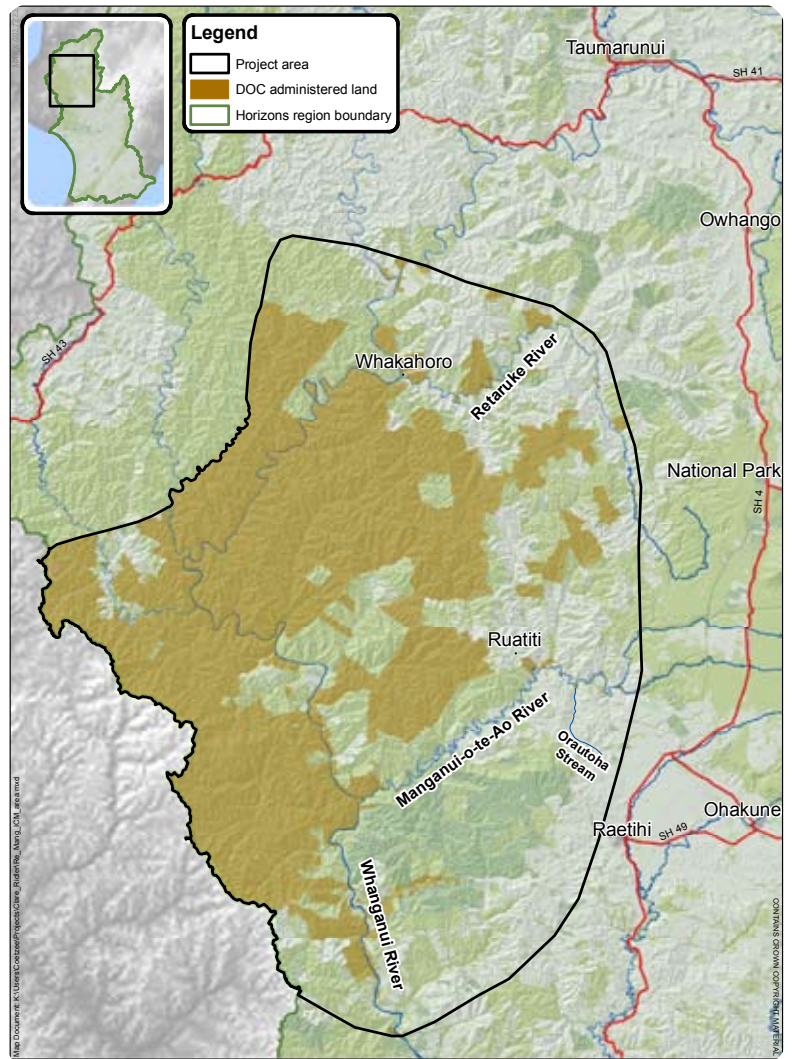 Legend
Project area
DOC administered land
Horizons region boundary
Taumarunui
SH 41
Owhango
SH 43
Whakahoro
Retaruke River
National Park
SH 4
Ruatiti
Manganui-o-te-Ao River
Orautoha
Stream
Ohakune
Raetihi
SH 49
Whanganui River
CONTAINS CROWN COPYRIGHT MATERIAL